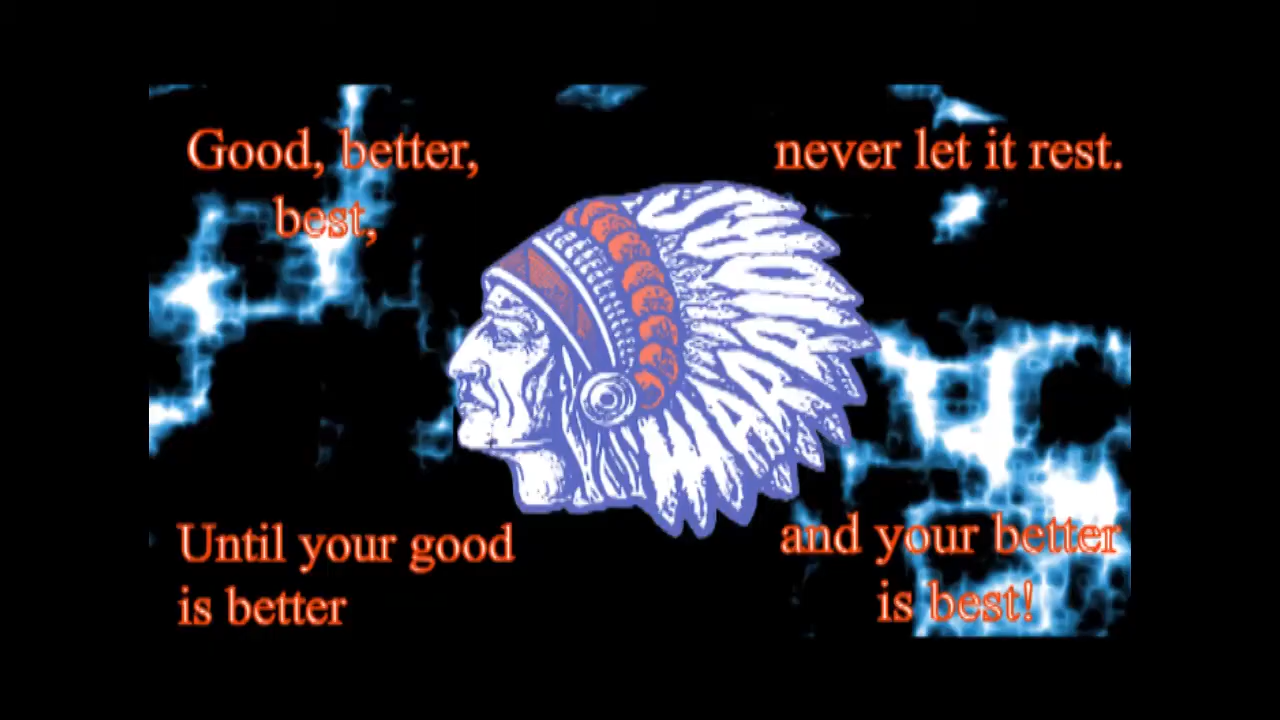 Good, better,
best,
never let it rest.
Until your good
is better
and your better
is best!